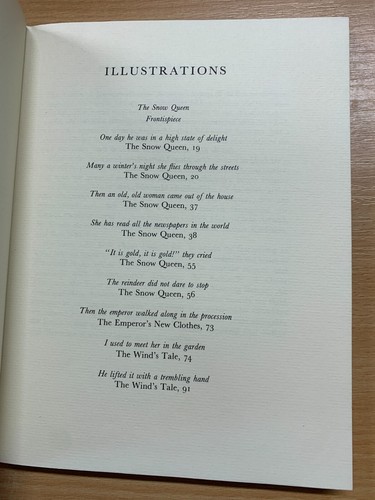 ILLUSTRATIONS
The Snow Queen
Frontispiece
One day he was in a high state of delight
The Snow Queen, 19
Many a winter's night she flies through the streets
The Snow Queen, 20
Then an old, old woman came out of the house
The Snow Queen, 37
She has read all the newspapers in the world
The Snow Queen, 38
"It is gold, it is gold!" they cried
The Snow Queen, 55
The reindeer did not dare to stop
The Snow Queen, 56
Then the emperor walked along in the procession
The Emperor's New Clothes, 73
I used to meet her in the garden
The Wind's Tale, 74
He lifted it with a trembling hand
The Wind's Tale, 91